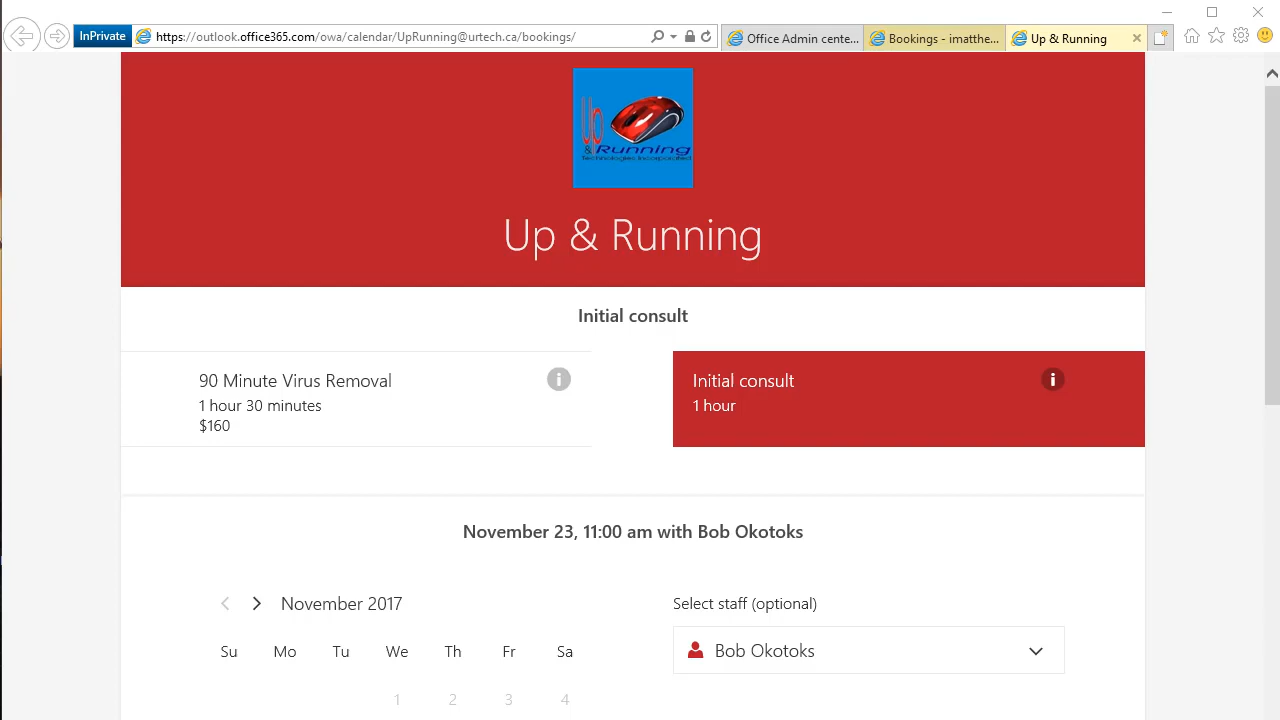 InPrivate
https://outlook.office365.com/owa/calendar/UpRunning@urtech.ca/bookings/
Office Admin cente...
Bookings - imatthe...
Up & Running
Up
& Running
Technologies Incorporated
Up & Running
Initial consult
90 Minute Virus Removal
1 hour 30 minutes
$160
Initial consult
1 hour
November 23, 11:00 am with Bob Okotoks
November 2017
Select staff (optional)
Su Mo Tu We Th Fr Sa
Bob Okotoks
1 2 3 4